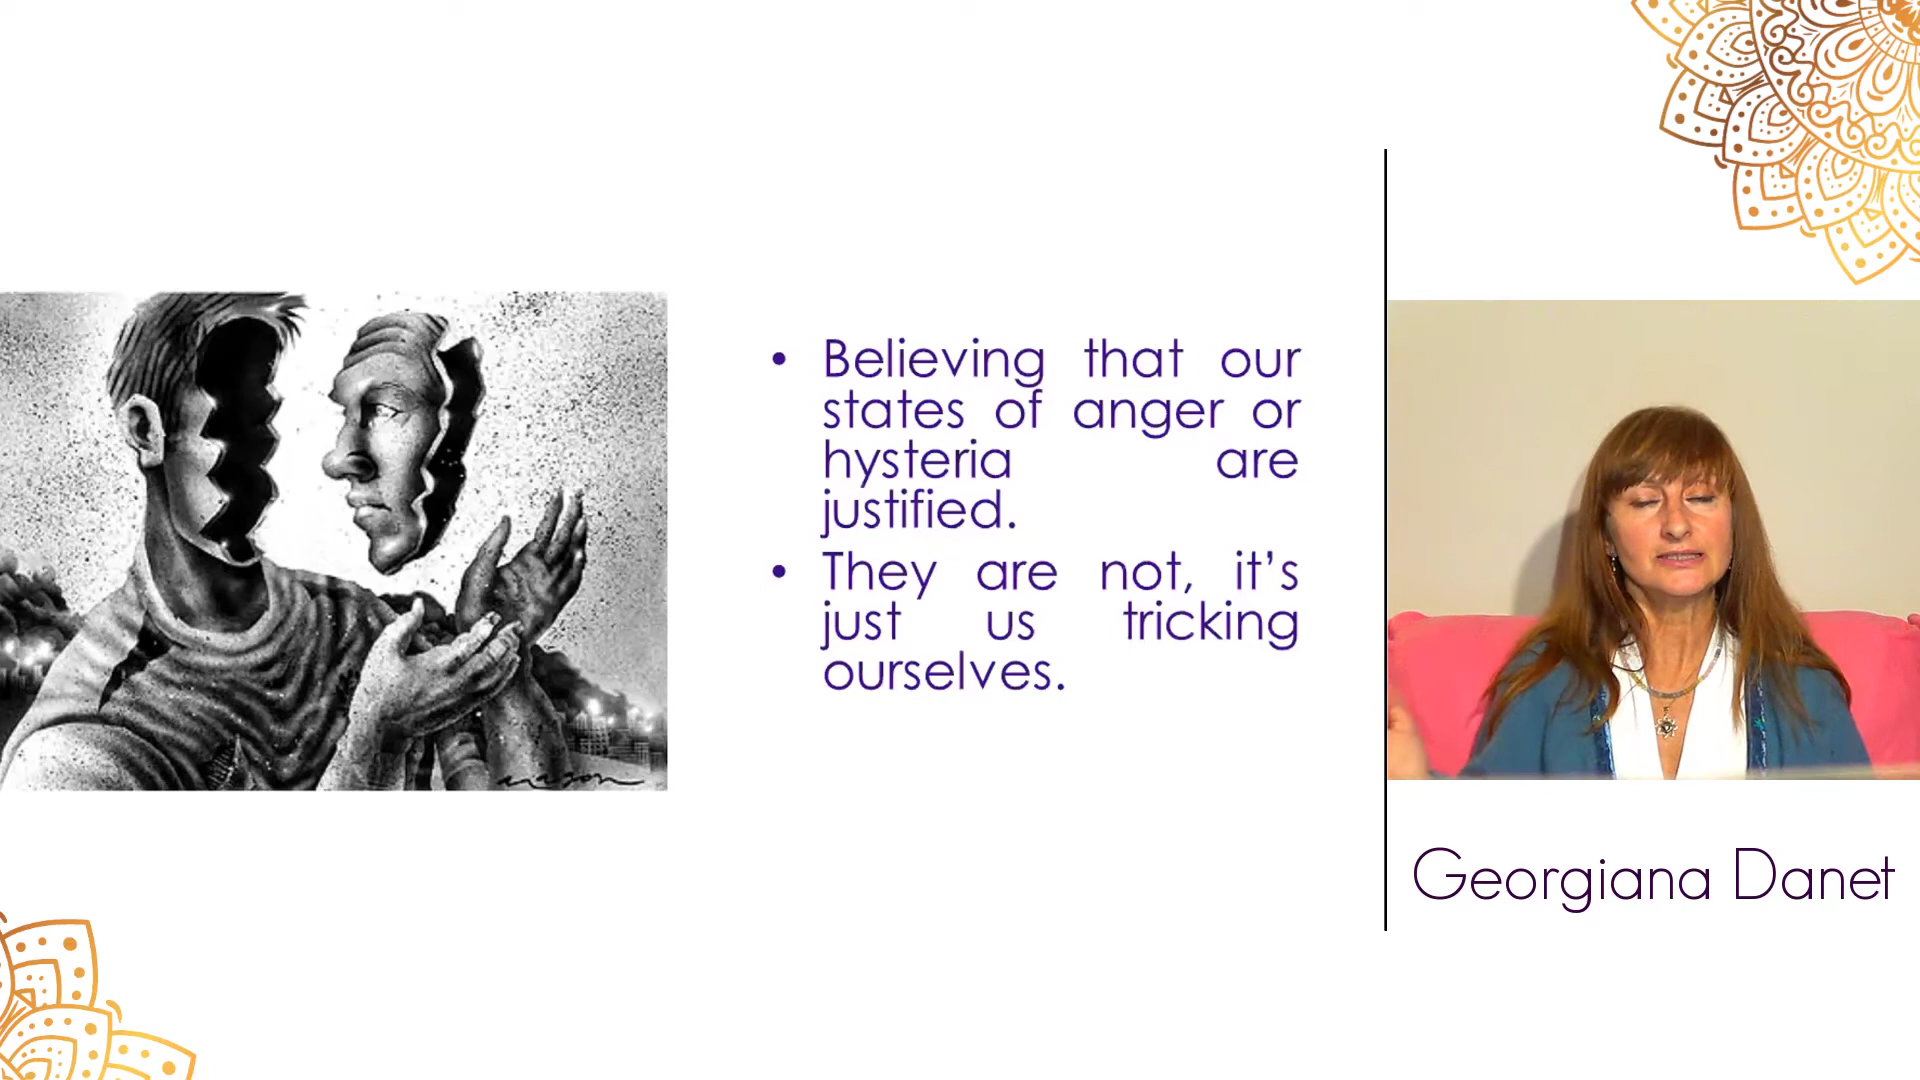 • Believing that our
states of anger or
hysteria are
justified.
• They are not, it’s
just us tricking
ourselves.
aragon
Georgiana Danet